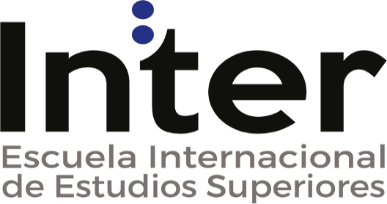 Inter
Escuela Internacional
de Estudios Superiores